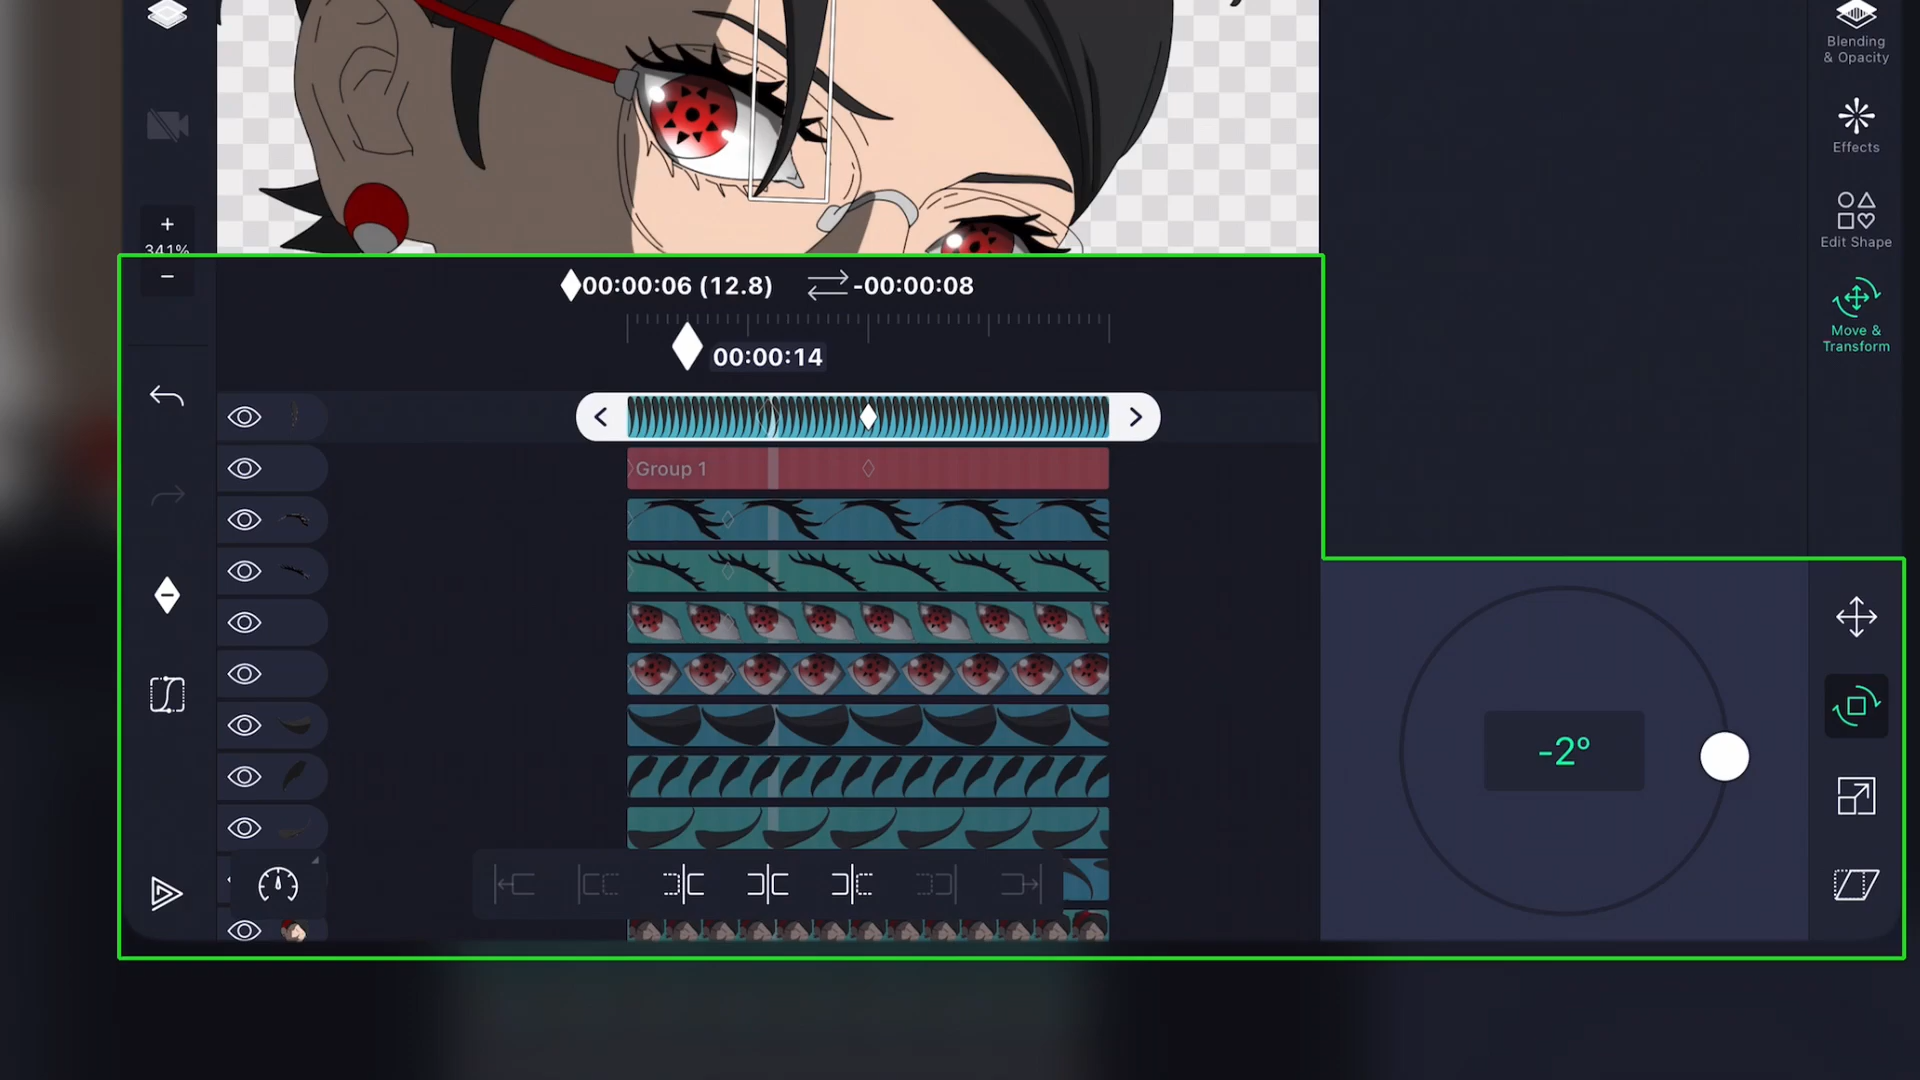 Blending
& Opacity
Effects
Edit Shape
Move &
Transform
+
341%
−
00:00:06 (12.8)
-00:00:08
00:00:14
Group 1
-2°